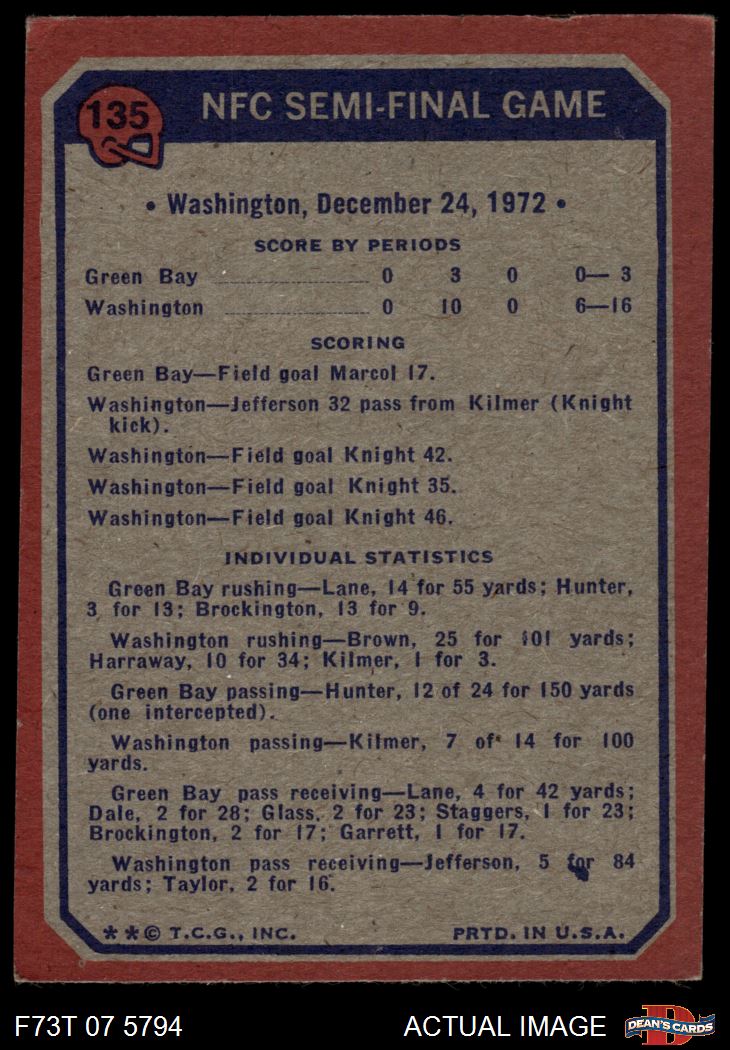 135
NFC SEMI-FINAL GAME
• Washington, December 24, 1972 •
SCORE BY PERIODS
Green Bay 0 3 0 0— 3
Washington 0 10 0 6—16
SCORING
Green Bay—Field goal Marcol 17.
Washington—Jefferson 32 pass from Kilmer (Knight
kick).
Washington—Field goal Knight 42.
Washington—Field goal Knight 35.
Washington—Field goal Knight 46.
INDIVIDUAL STATISTICS
Green Bay rushing—Lane, 14 for 55 yards; Hunter,
3 for 13; Brockington, 13 for 9.
Washington rushing—Brown, 25 for 101 yards;
Harraway, 10 for 34; Kilmer, 1 for 3.
Green Bay passing—Hunter, 12 of 24 for 150 yards
(one intercepted).
Washington passing—Kilmer, 7 of 14 for 100
yards.
Green Bay pass receiving—Lane, 4 for 42 yards;
Dale, 2 for 28; Glass, 2 for 23; Staggers, 1 for 23;
Brockington, 2 for 17; Garrett, 1 for 17.
Washington pass receiving—Jefferson, 5 for 84
yards; Taylor, 2 for 16.
**© T.C.G., INC. PRTD. IN U.S.A.
F73T 07 5794 ACTUAL IMAGE D DEAN'S CARDS